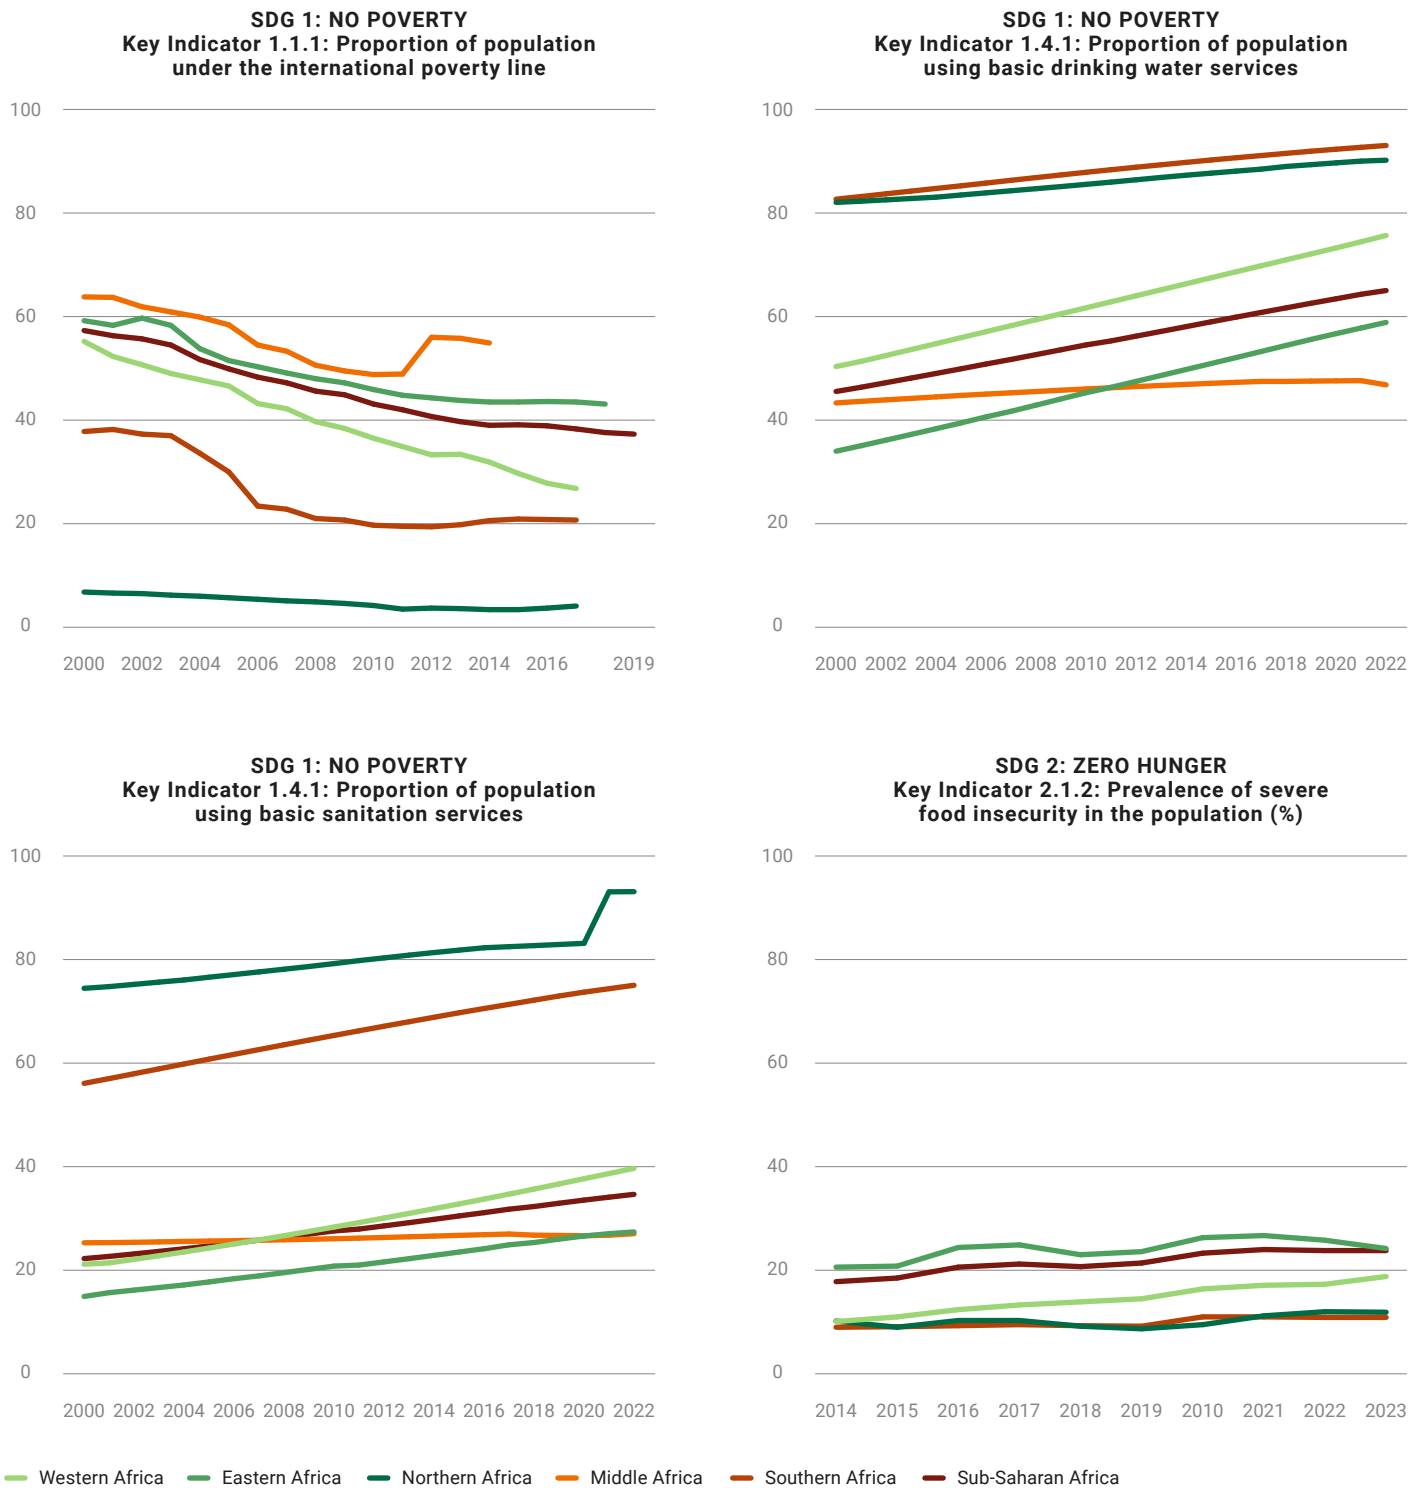 SDG 1: NO POVERTY
Key Indicator 1.1.1: Proportion of population
under the international poverty line
100
80
60
40
20
0
2000 2002 2004 2006 2008 2010 2012 2014 2016 2019
SDG 1: NO POVERTY
Key Indicator 1.4.1: Proportion of population
using basic drinking water services
100
80
60
40
20
0
2000 2002 2004 2006 2008 2010 2012 2014 2016 2018 2020 2022
SDG 1: NO POVERTY
Key Indicator 1.4.1: Proportion of population
using basic sanitation services
100
80
60
40
20
0
2000 2002 2004 2006 2008 2010 2012 2014 2016 2018 2020 2022
SDG 2: ZERO HUNGER
Key Indicator 2.1.2: Prevalence of severe
food insecurity in the population (%)
100
80
60
40
20
0
2014 2015 2016 2017 2018 2019 2010 2021 2022 2023
Western Africa Eastern Africa Northern Africa Middle Africa Southern Africa Sub-Saharan Africa